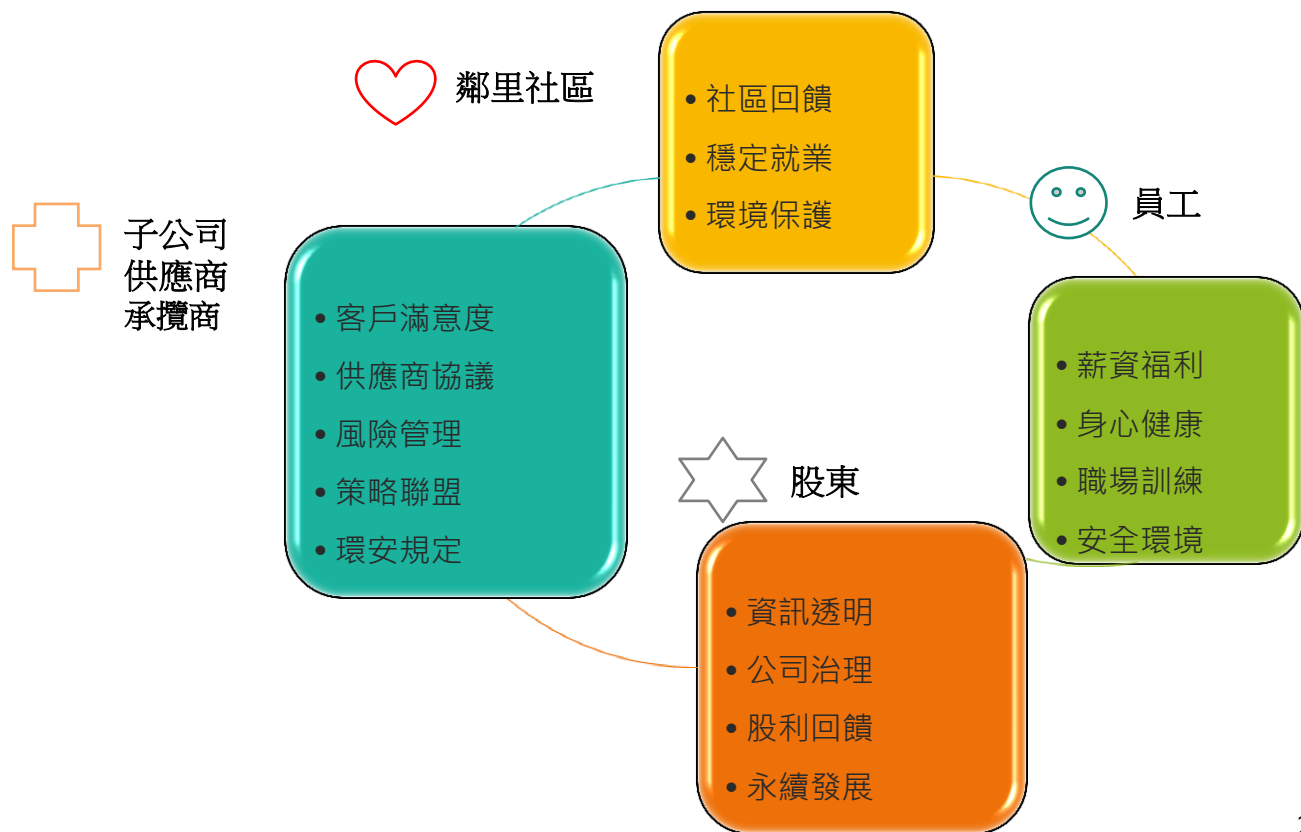 鄰里社區
• 社區回饋
• 穩定就業
• 環境保護
員工
• 薪資福利
• 身心健康
• 職場訓練
• 安全環境
子公司
供應商
承攬商
• 客戶滿意度
• 供應商協議
• 風險管理
• 策略聯盟
• 環安規定
股東
• 資訊透明
• 公司治理
• 股利回饋
• 永續發展